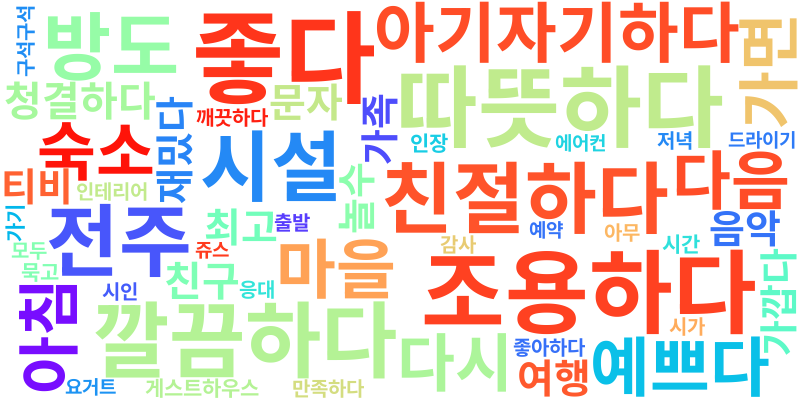 구석구석
방도
좋다
아기자기하다
가면
청결하다
문자
따뜻하다
깨끗하다
재밌다
가족
숙소
시설
인장
에어컨
저녁
드라이기
티비
인테리어
놀수
친절하다
다음
가기
전주
최고
출발
예약
아무
음악
모두
쥬스
마음
감사
시간
묵고
친구
응대
조용하다
가깝다
아침
시인
깔끔하다
다시
시가
좋아하다
예쁘다
여행
요거트
게스트하우스
만족하다